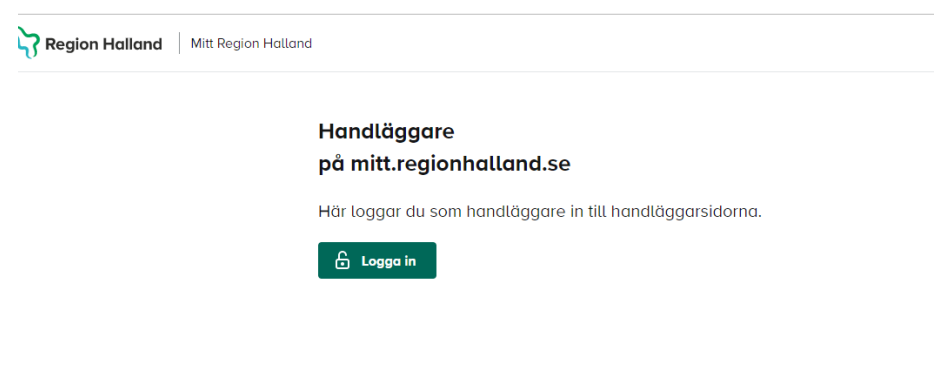 Region Halland Mitt Region Halland
Handläggare
på mitt.regionhalland.se
Här loggar du som handläggare in till handläggarsidorna.
Logga in